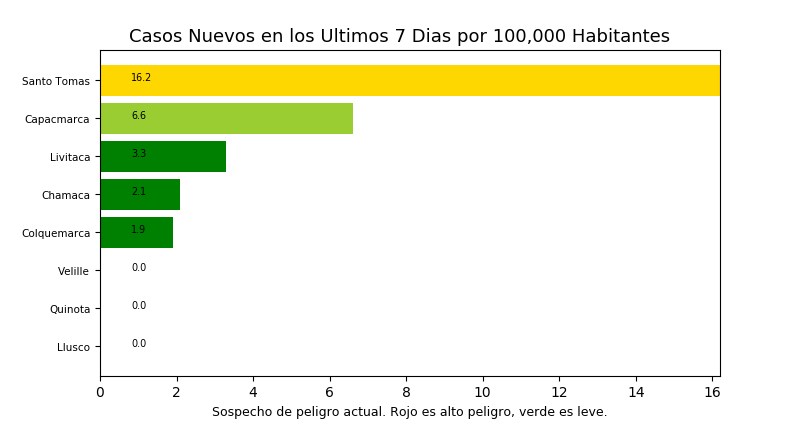 Casos Nuevos en los Ultimos 7 Dias por 100,000 Habitantes
Santo Tomas 16.2
Capacmarca 6.6
Livitaca 3.3
Chamaca 2.1
Colquemarca 1.9
Velille 0.0
Quinota 0.0
Llusco 0.0
0 2 4 6 8 10 12 14 16
Sospecho de peligro actual. Rojo es alto peligro, verde es leve.